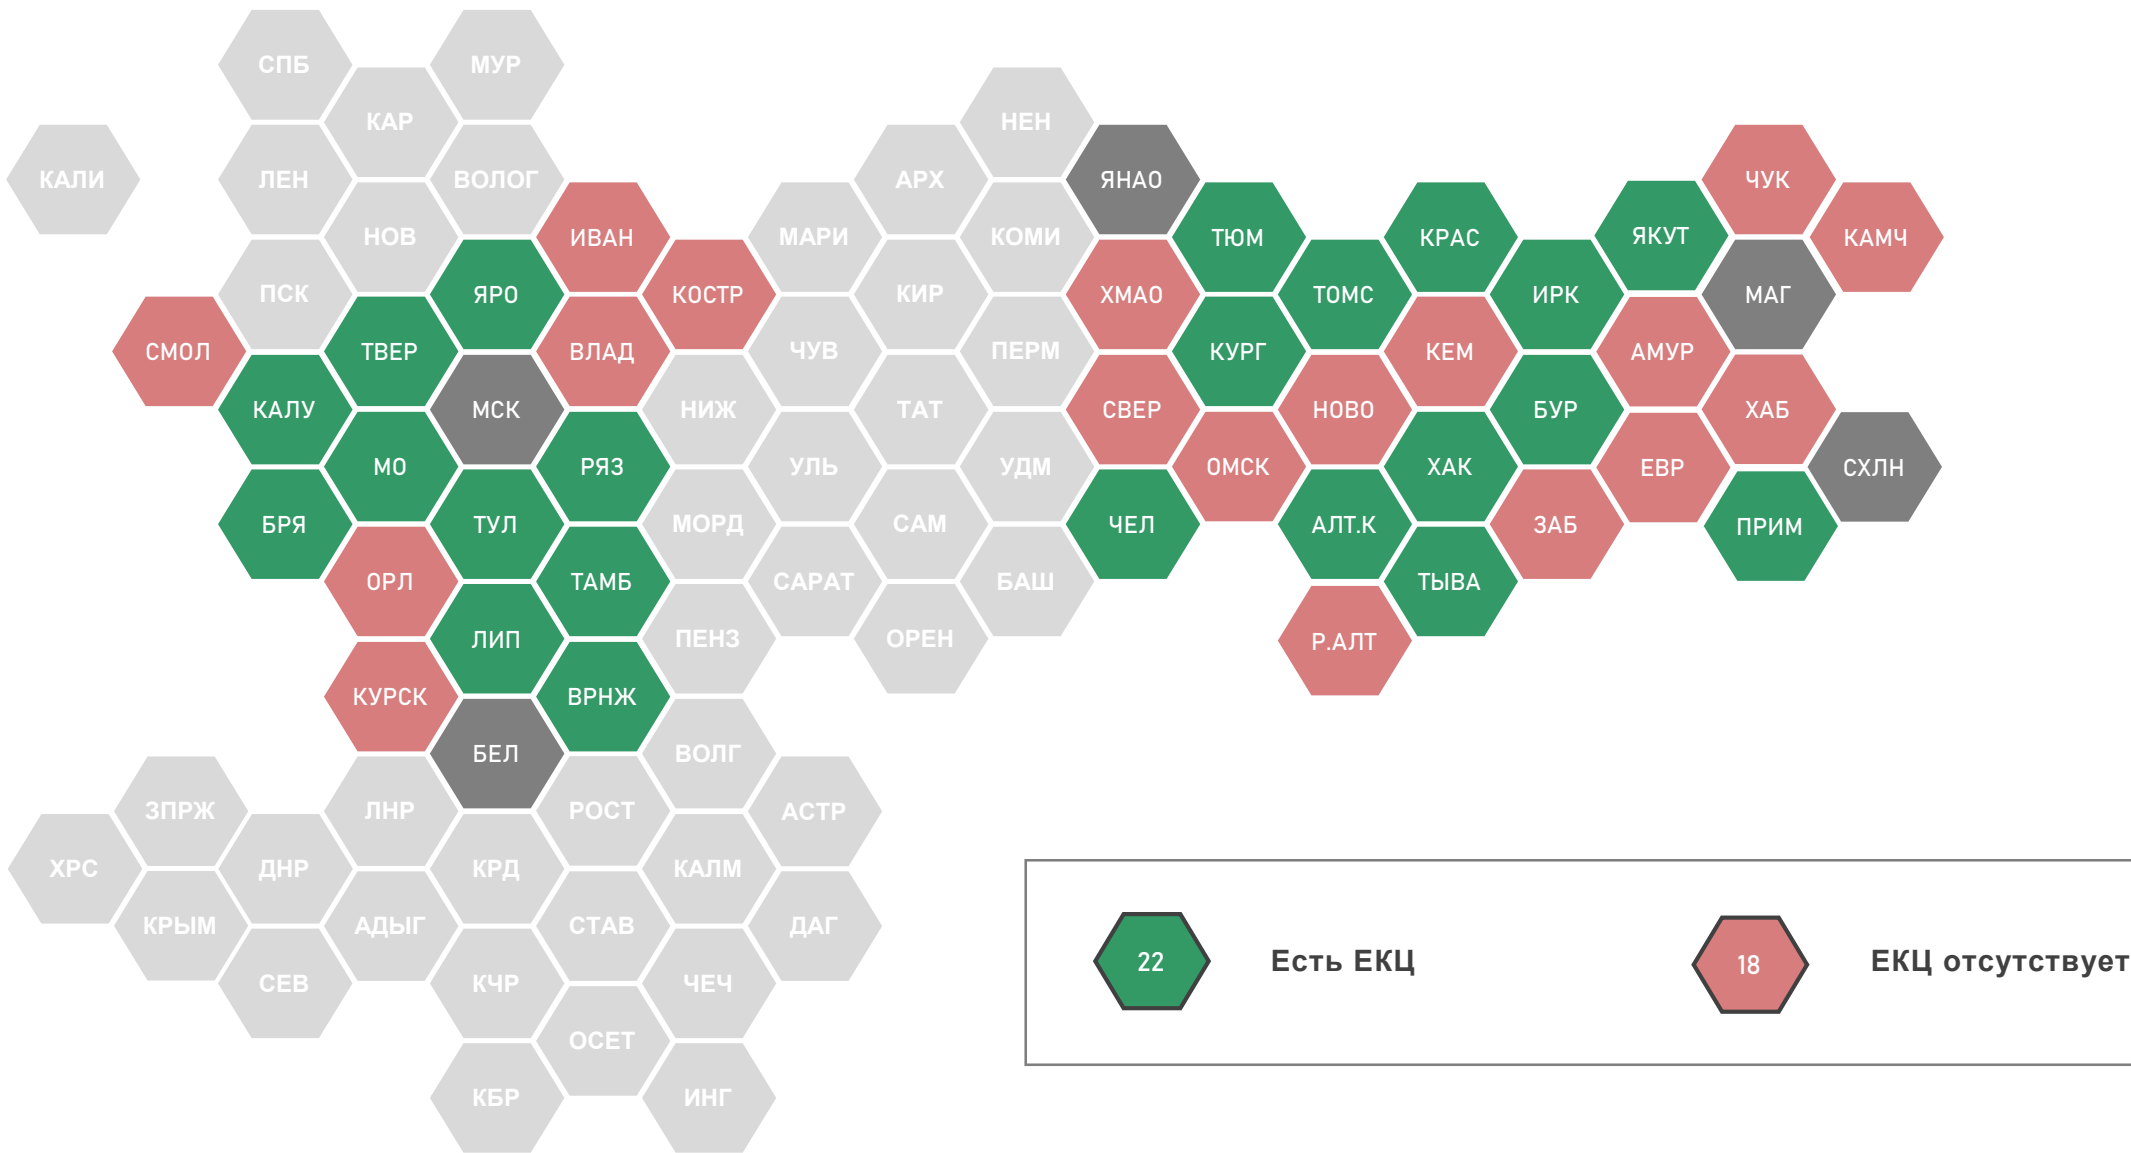 СПБ
МУР
КАР
НЕН
КАЛИ
ЛЕН
ВОЛОГ
АРХ
ЯНАО
ЧУК
НОВ
ИВАН
МАРИ
КОМИ
ТЮМ
КРАС
ЯКУТ
КАМЧ
ПСК
ЯРО
КОСТР
КИР
ХМАО
ТОМС
ИРК
МАГ
СМОЛ
ТВЕР
ВЛАД
ЧУВ
ПЕРМ
КУРГ
КЕМ
АМУР
КАЛУ
МСК
НИЖ
ТАТ
СВЕР
НОВО
БУР
ХАБ
МО
РЯЗ
УЛЬ
УДМ
ОМСК
ХАК
ЕВР
СХЛН
БРЯ
ТУЛ
МОРД
САМ
ЧЕЛ
АЛТ.К
ЗАБ
ПРИМ
ОРЛ
ТАМБ
САРАТ
БАШ
ТЫВА
ЛИП
ПЕНЗ
ОРЕН
Р.АЛТ
КУРСК
ВРНЖ
БЕЛ
ВОЛГ
ЗПРЖ
ЛНР
РОСТ
АСТР
ХРС
ДНР
КРД
КАЛМ
КРЫМ
АДЫГ
СТАВ
ДАГ
СЕВ
КЧР
ЧЕЧ
ОСЕТ
КБР
ИНГ
22 Есть ЕКЦ
18 ЕКЦ отсутствует